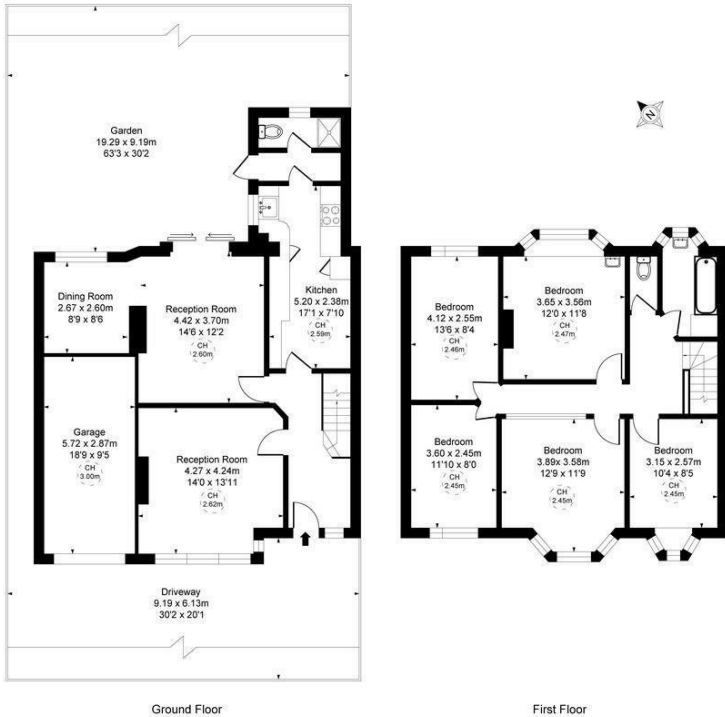 Garden
19.29 x 9.19m
63'3 x 30'2
N
Dining Room
2.67 x 2.60m
8'9 x 8'6
Reception Room
4.42 x 3.70m
14'6 x 12'2
CH
2.60m
Kitchen
5.20 x 2.38m
17'1 x 7'10
CH
2.59m
Garage
5.72 x 2.87m
18'9 x 9'5
CH
3.00m
Reception Room
4.27 x 4.24m
14'0 x 13'11
CH
2.62m
Driveway
9.19 x 6.13m
30'2 x 20'1
Ground Floor
Bedroom
4.12 x 2.55m
13'6 x 8'4
CH
2.46m
Bedroom
3.65 x 3.56m
12'0 x 11'8
CH
2.47m
Bedroom
3.60 x 2.45m
11'10 x 8'0
CH
2.45m
Bedroom
3.89x 3.58m
12'9 x 11'9
CH
2.45m
Bedroom
3.15 x 2.57m
10'4 x 8'5
CH
2.45m
First Floor